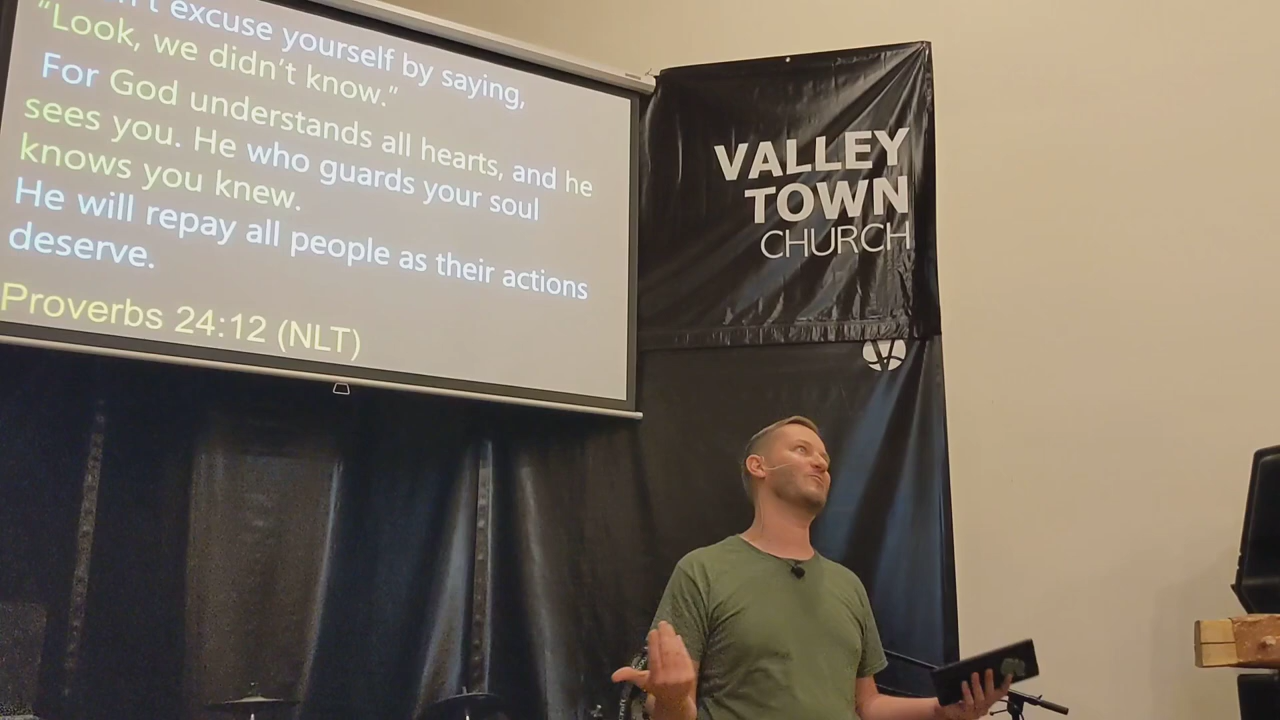 excuse yourself by saying,
"Look, we didn't know."
For God understands all hearts, and he
sees you. He who guards your soul
knows you knew.
He will repay all people as their actions
deserve.
Proverbs 24:12 (NLT)
VALLEY
TOWN
CHURCH